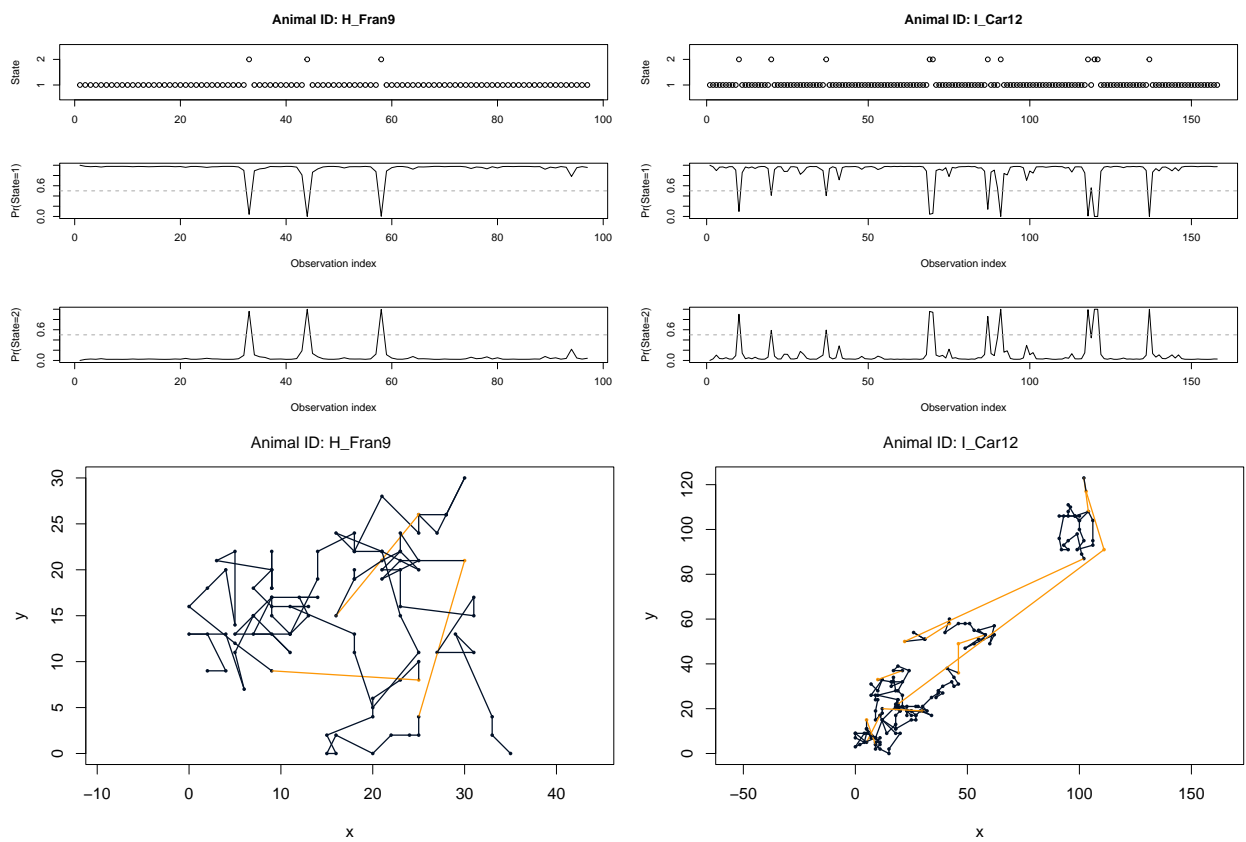 Animal ID: H_Fran9
State
1 2
0 20 40 60 80 100
Pr(State=1)
0.0 0.6
0 20 40 60 80 100
Observation index
Pr(State=2)
0.0 0.6
0 20 40 60 80 100
Observation index
Animal ID: I_Car12
State
1 2
0 50 100 150
Pr(State=1)
0.0 0.6
0 50 100 150
Observation index
Pr(State=2)
0.0 0.6
0 50 100 150
Observation index
Animal ID: H_Fran9
y
0 5 10 15 20 25 30
−10 0 10 20 30 40
x
Animal ID: I_Car12
y
0 20 40 60 80 100 120
−50 0 50 100 150
x